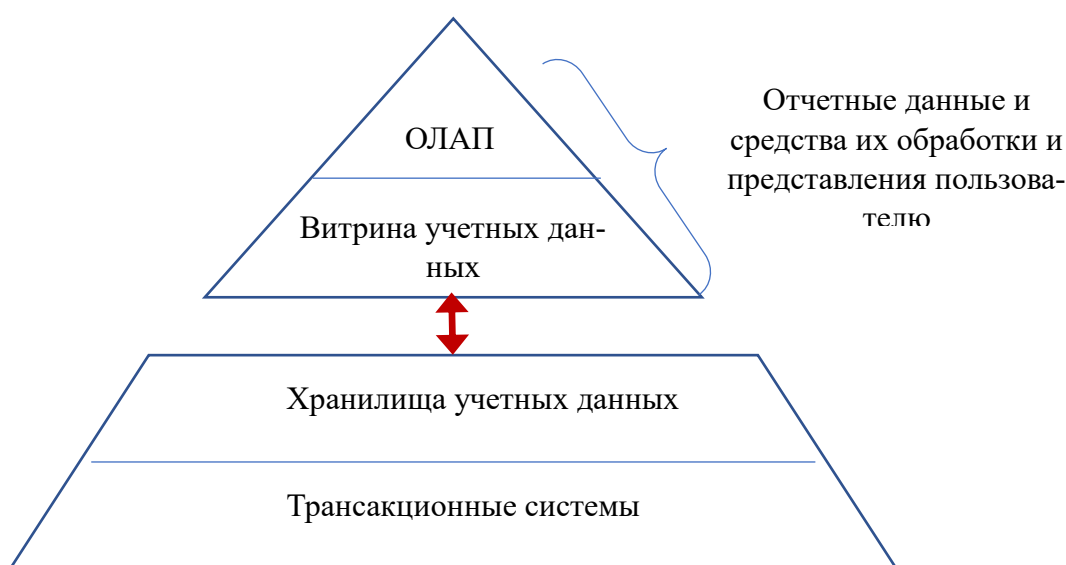 ОЛАП
Витрина учетных дан-
ных
Отчетные данные и
средства их обработки и
представления пользова-
телю
Хранилища учетных данных
Трансакционные системы